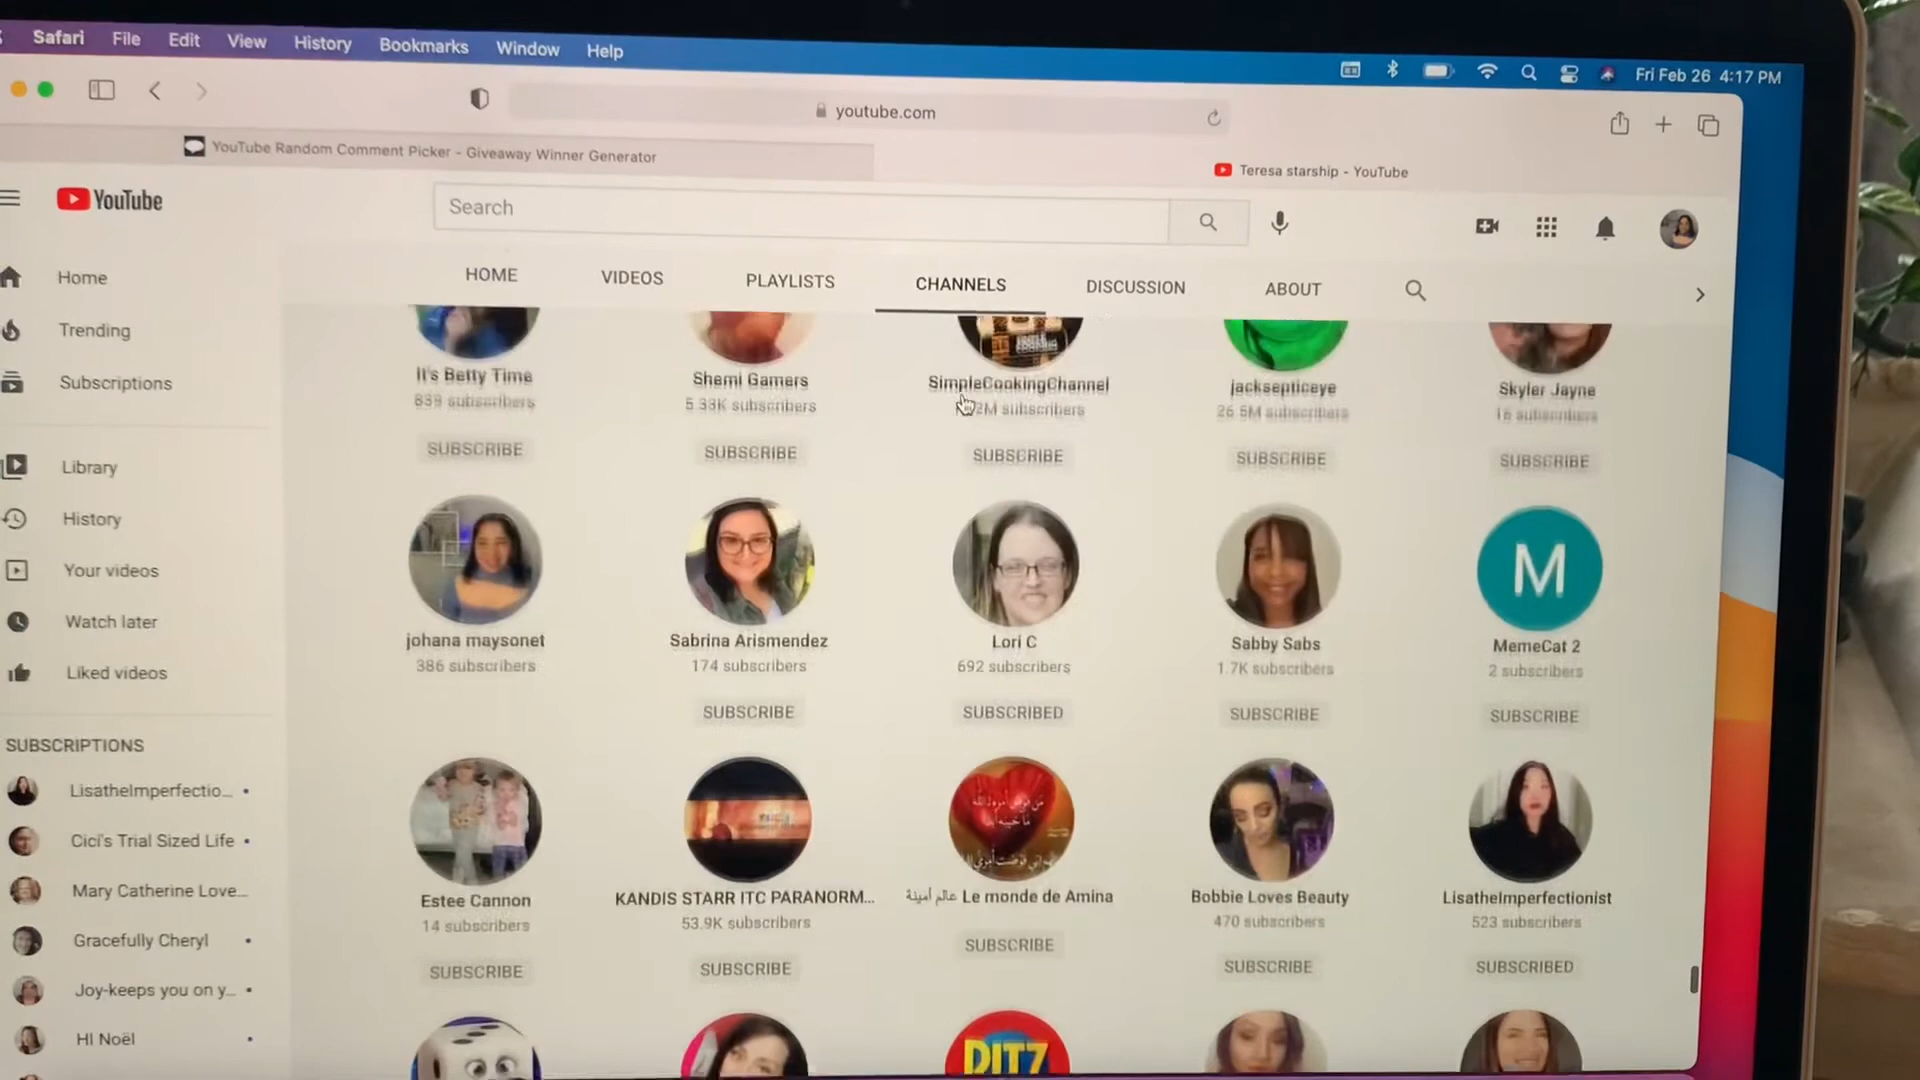 Safari File Edit View History Bookmarks Window Help
Fri Feb 26 4:17 PM
youtube.com
YouTube Random Comment Picker - Giveaway Winner Generator
Teresa starship - YouTube
YouTube
Search
HOME VIDEOS PLAYLISTS CHANNELS DISCUSSION ABOUT
Home
Trending
Subscriptions
Library
History
Your videos
Watch later
Liked videos
SUBSCRIPTIONS
LisatheImperfectio...
Cici's Trial Sized Life
Mary Catherine Love...
Gracefully Cheryl
Joy-keeps you on y...
HI Noël
It's Betty Time Shemi Gamers SimpleCookingChannel jacksepticeye Skyler Jayne
839 subscribers 5.33K subscribers subscribers 26.5M subscribers 16 subscribers
SUBSCRIBE SUBSCRIBE SUBSCRIBE SUBSCRIBE SUBSCRIBE
M
johana maysonet Sabrina Arismendez Lori C Sabby Sabs MemeCat 2
386 subscribers 174 subscribers 692 subscribers 1.7K subscribers 2 subscribers
SUBSCRIBE SUBSCRIBED SUBSCRIBE SUBSCRIBE
Estee Cannon KANDIS STARR ITC PARANORM... عالم أمينة Le monde de Amina Bobbie Loves Beauty LisatheImperfectionist
14 subscribers 53.9K subscribers 470 subscribers 523 subscribers
SUBSCRIBE SUBSCRIBE SUBSCRIBE SUBSCRIBE SUBSCRIBED